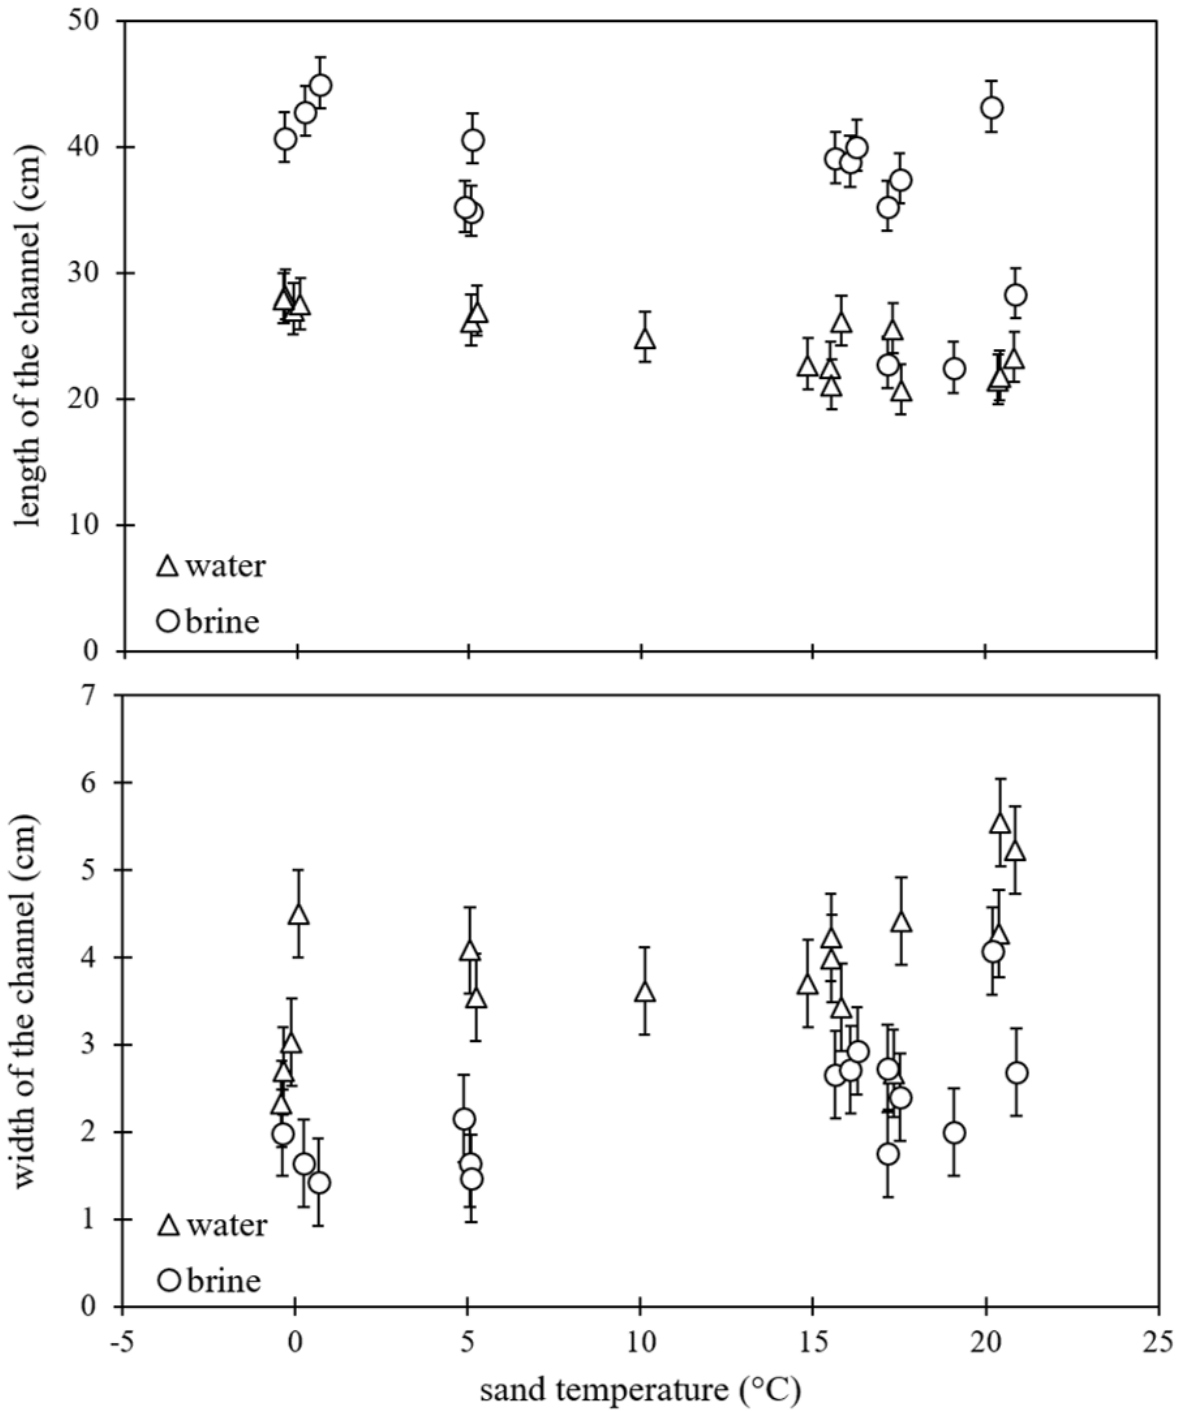 50
40
30
20
10
0
length of the channel (cm)
water
brine
7
6
5
4
3
2
1
0
width of the channel (cm)
water
brine
-5 0 5 10 15 20 25
sand temperature (°C)